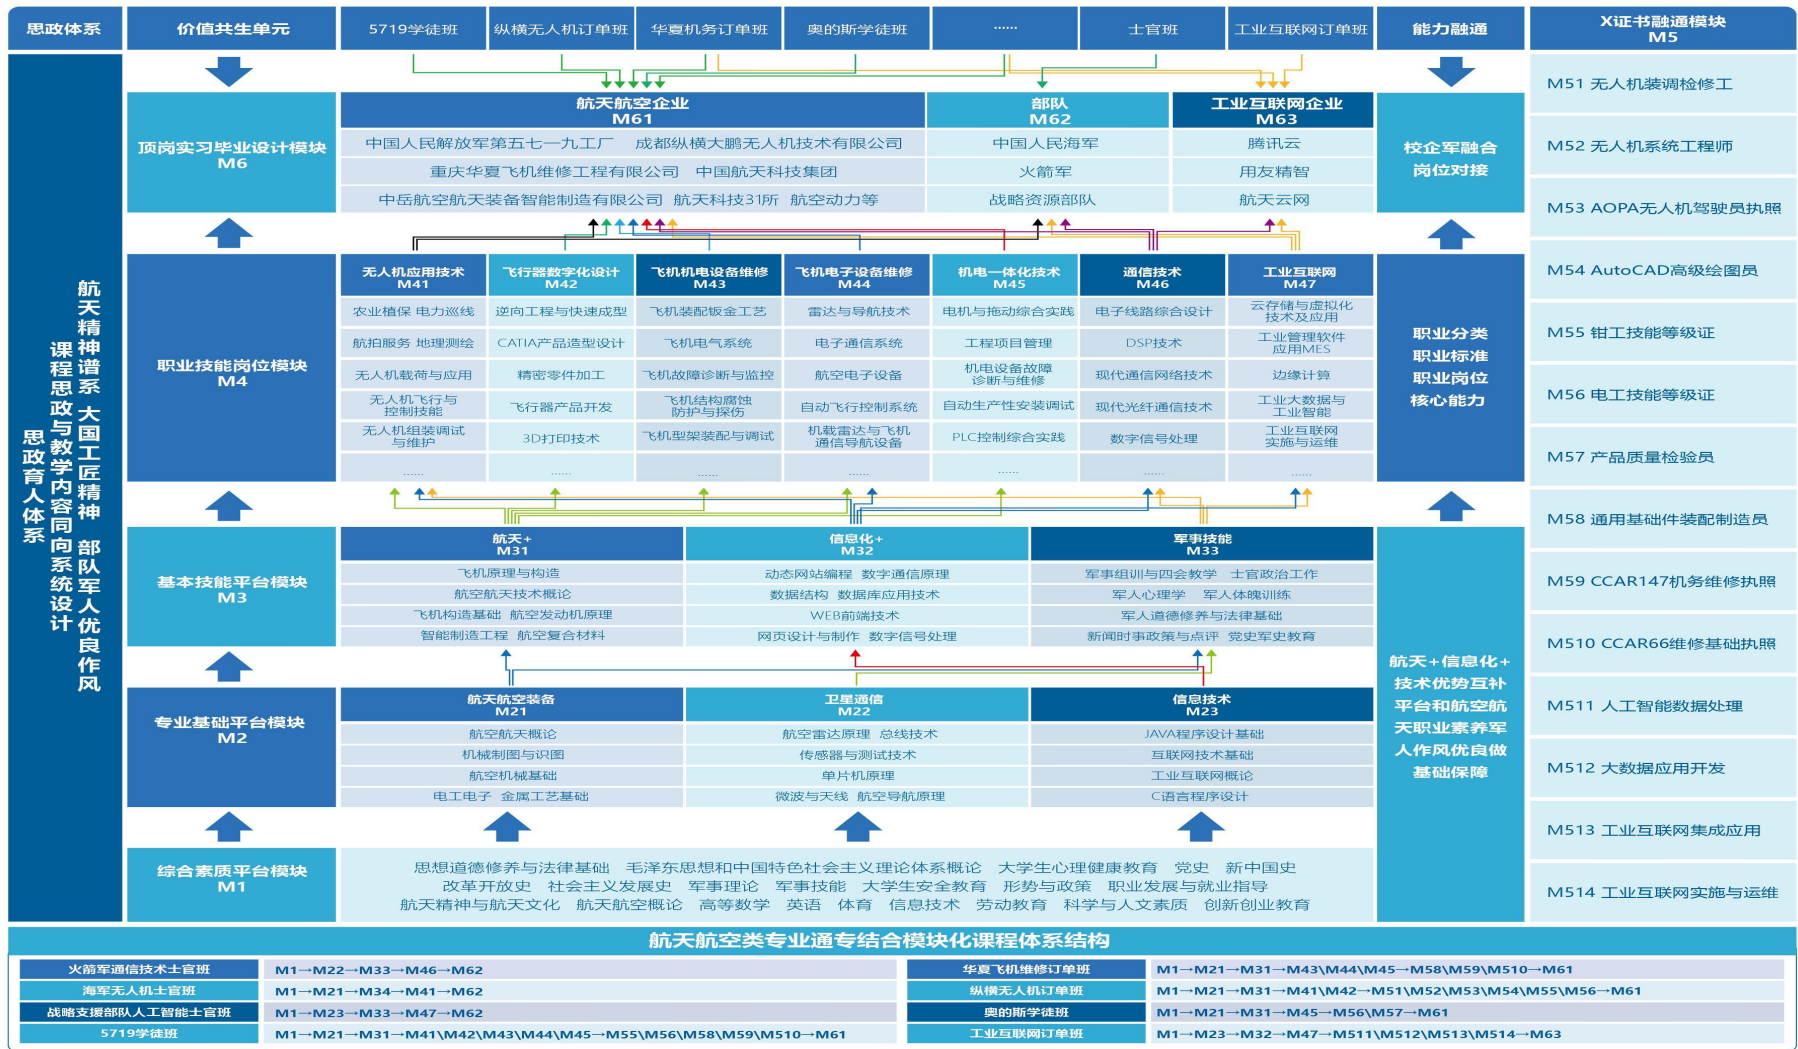 思政体系
价值共生单元
5719学徒班
纵横无人机订单班
华夏机务订单班
奥的斯学徒班
......
士官班
工业互联网订单班
能力融通
X证书融通模块
M5
思政育人体系
课程思政与教学内容同向系统设计
航天精神谱系 大国工匠精神 部队军人优良作风
顶岗实习毕业设计模块
M6
航天航空企业
M61
中国人民解放军第五七一九工厂 成都纵横大鹏无人机技术有限公司
重庆华夏飞机维修工程有限公司 中国航天科技集团
中岳航空航天装备智能制造有限公司 航天科技31所 航空动力等
部队
M62
中国人民海军
火箭军
战略资源部队
工业互联网企业
M63
腾讯云
用友精智
航天云网
校企军融合
岗位对接
职业技能岗位模块
M4
无人机应用技术
M41
农业植保 电力巡线
航拍服务 地理测绘
无人机载荷与应用
无人机飞行与
控制技能
无人机组装调试
与维护
......
飞行器数字化设计
M42
逆向工程与快速成型
CATIA产品造型设计
精密零件加工
飞行器产品开发
3D打印技术
......
飞机机电设备维修
M43
飞机装配钣金工艺
飞机电气系统
飞机故障诊断与监控
飞机结构腐蚀
防护与探伤
飞机型架装配与调试
......
飞机电子设备维修
M44
雷达与导航技术
电子通信系统
航空电子设备
自动飞行控制系统
机载雷达与飞机
通信导航设备
......
机电一体化技术
M45
电机与拖动综合实践
工程项目管理
机电设备故障
诊断与维修
自动生产性安装调试
PLC控制综合实践
......
通信技术
M46
电子线路综合设计
DSP技术
现代通信网络技术
现代光纤通信技术
数字信号处理
......
工业互联网
M47
云存储与虚拟化
技术及应用
工业管理软件
应用MES
边缘计算
工业大数据与
工业智能
工业互联网
实施与运维
......
职业分类
职业标准
职业岗位
核心能力
基本技能平台模块
M3
航天+
M31
飞机原理与构造
航空航天技术概论
飞机构造基础 航空发动机原理
智能制造工程 航空复合材料
信息化+
M32
动态网站编程 数字通信原理
数据结构 数据库应用技术
WEB前端技术
网页设计与制作 数字信号处理
军事技能
M33
军事组训与四会教学 士官政治工作
军人心理学 军人体魄训练
军人道德修养与法律基础
新闻时事政策与点评 党史军史教育
专业基础平台模块
M2
航天航空装备
M21
航空航天概论
机械制图与识图
航空机械基础
电工电子 金属工艺基础
卫星通信
M22
航空雷达原理 总线技术
传感器与测试技术
单片机原理
微波与天线 航空导航原理
信息技术
M23
JAVA程序设计基础
互联网技术基础
工业互联网概论
C语言程序设计
航天+信息化+
技术优势互补
平台和航空航
天职业素养军
人作风优良做
基础保障
综合素质平台模块
M1
思想道德修养与法律基础 毛泽东思想和中国特色社会主义理论体系概论 大学生心理健康教育 党史 新中国史
改革开放史 社会主义发展史 军事理论 军事技能 大学生安全教育 形势与政策 职业发展与就业指导
航天精神与航天文化 航天航空概论 高等数学 英语 体育 信息技术 劳动教育 科学与人文素质 创新创业教育
M51 无人机装调检修工
M52 无人机系统工程师
M53 AOPA无人机驾驶员执照
M54 AutoCAD高级绘图员
M55 钳工技能等级证
M56 电工技能等级证
M57 产品质量检验员
M58 通用基础件装配制造员
M59 CCAR147机务维修执照
M510 CCAR66维修基础执照
M511 人工智能数据处理
M512 大数据应用开发
M513 工业互联网集成应用
M514 工业互联网实施与运维
航天航空类专业通专结合模块化课程体系结构
火箭军通信技术士官班 M1→M22→M33→M46→M62
海军无人机士官班 M1→M21→M34→M41→M62
战略支援部队人工智能士官班 M1→M23→M33→M47→M62
5719学徒班 M1→M21→M31→M41\M42\M43\M44\M45→M55\M56\M58\M59\M510→M61
华夏飞机维修订单班 M1→M21→M31→M43\M44\M45→M58\M59\M510→M61
纵横无人机订单班 M1→M21→M31→M41\M42→M51\M52\M53\M54\M55\M56→M61
奥的斯学徒班 M1→M21→M31→M45→M56\M57→M61
工业互联网订单班 M1→M23→M32→M47→M511\M512\M513\M514→M63